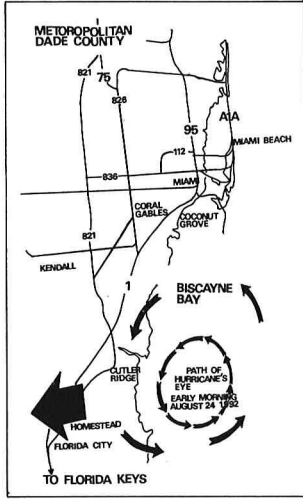 METOROPOLITAN
DADE COUNTY
821
75
826
A1A
95
MIAMI BEACH
112
836
MIAMI
CORAL
GABLES
COCONUT
GROVE
821
KENDALL
1
BISCAYNE
BAY
CUTLER
RIDGE
PATH OF
HURRICANE'S
EYE
EARLY MORNING
AUGUST 24 1992
HOMESTEAD
FLORIDA CITY
TO FLORIDA KEYS